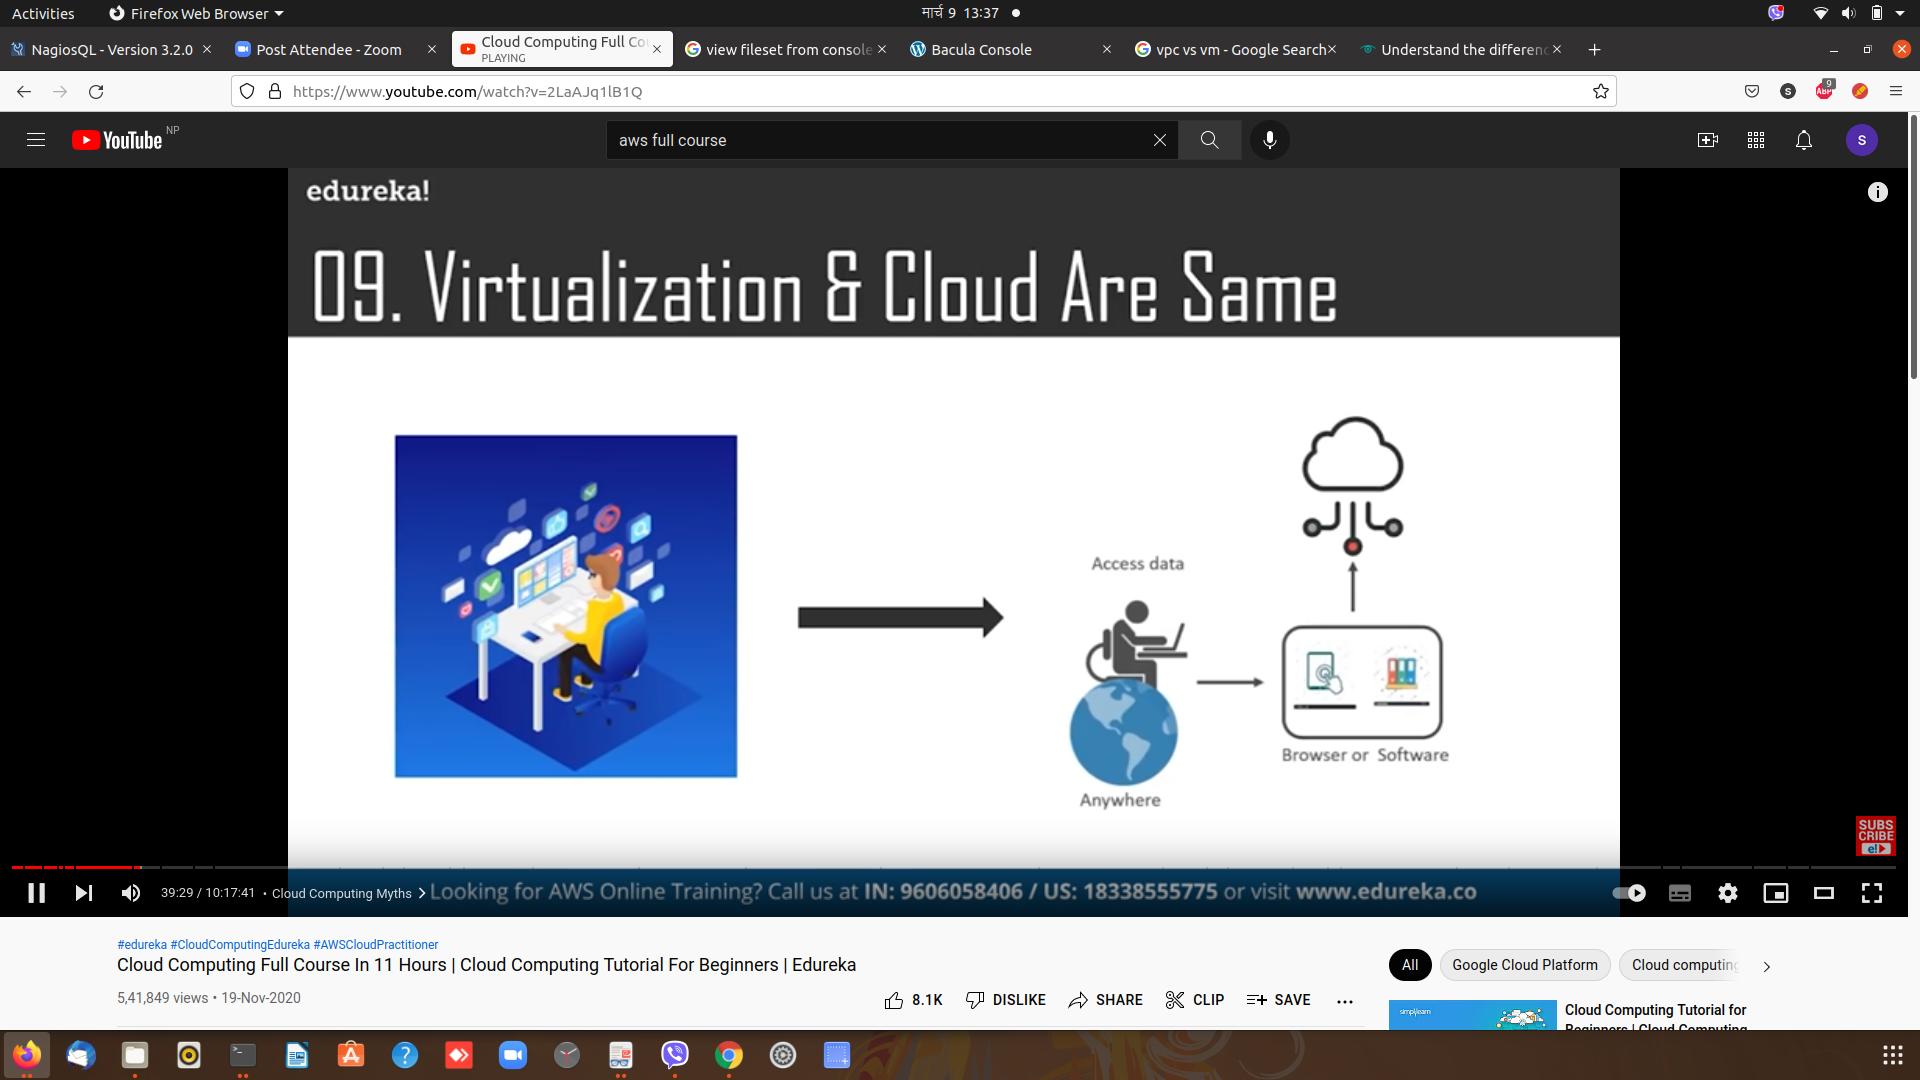 Activities
Firefox Web Browser
मार्च 9 13:37
NagiosQL - Version 3.2.0
Post Attendee - Zoom
Cloud Computing Full Co
PLAYING
view fileset from console
Bacula Console
vpc vs vm - Google Search
Understand the differen
https://www.youtube.com/watch?v=2LaAJq1lB1Q
S
ABP
9
YouTube NP
aws full course
S
edureka!
09. Virtualization & Cloud Are Same
Access data
Browser or Software
Anywhere
SUBS
CRIBE
e!
39:29 / 10:17:41 • Cloud Computing Myths
Looking for AWS Online Training? Call us at IN: 9606058406 / US: 18338555775 or visit www.edureka.co
#edureka #CloudComputingEdureka #AWSCloudPractitioner
Cloud Computing Full Course In 11 Hours | Cloud Computing Tutorial For Beginners | Edureka
5,41,849 views • 19-Nov-2020
8.1K
DISLIKE
SHARE
CLIP
SAVE
All
Google Cloud Platform
Cloud computing
simplilearn
Cloud Computing Tutorial for
Beginners | Cloud Computing